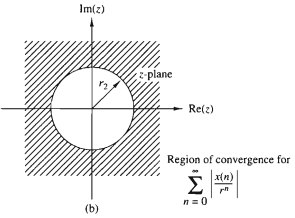 Im(z)
z-plane
r₂
Re(z)
Region of convergence for
∞
∑ |x(n)/rⁿ|
n = 0
(b)